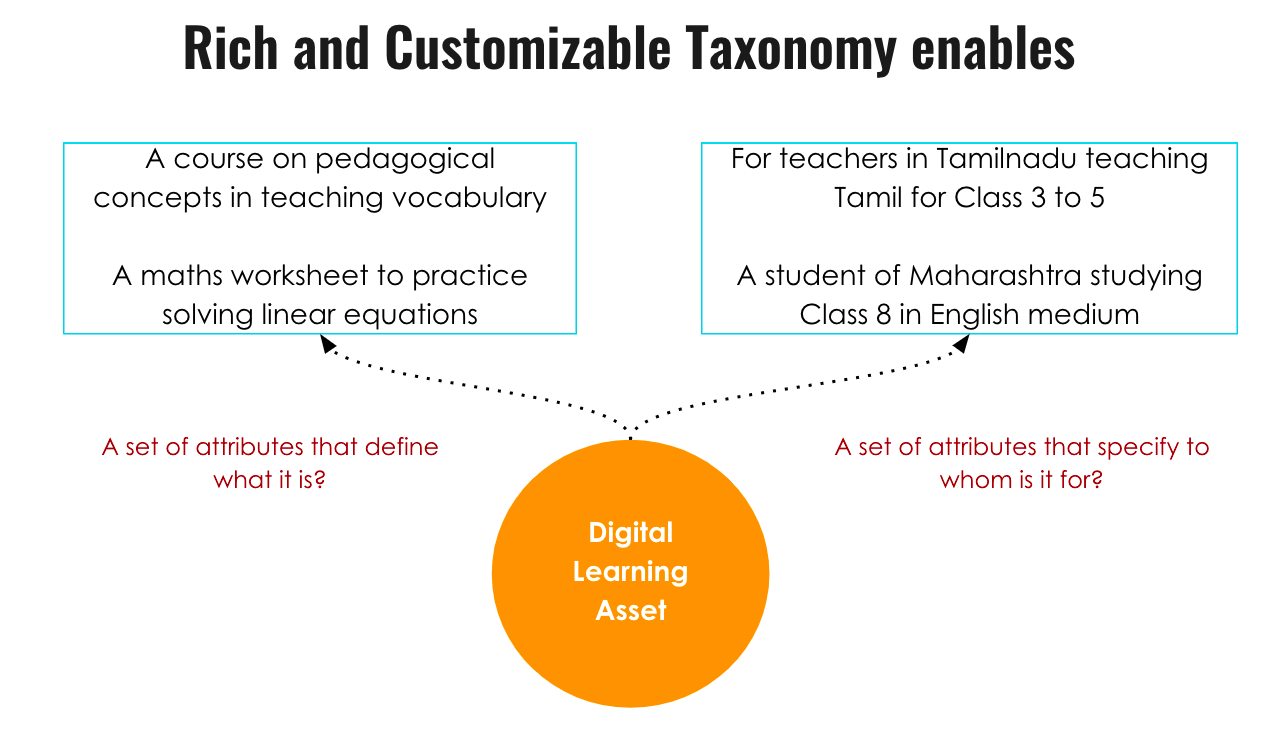 Rich and Customizable Taxonomy enables
A course on pedagogical
concepts in teaching vocabulary
A maths worksheet to practice
solving linear equations
For teachers in Tamilnadu teaching
Tamil for Class 3 to 5
A student of Maharashtra studying
Class 8 in English medium
A set of attributes that define
what it is?
A set of attributes that specify to
whom is it for?
Digital
Learning
Asset